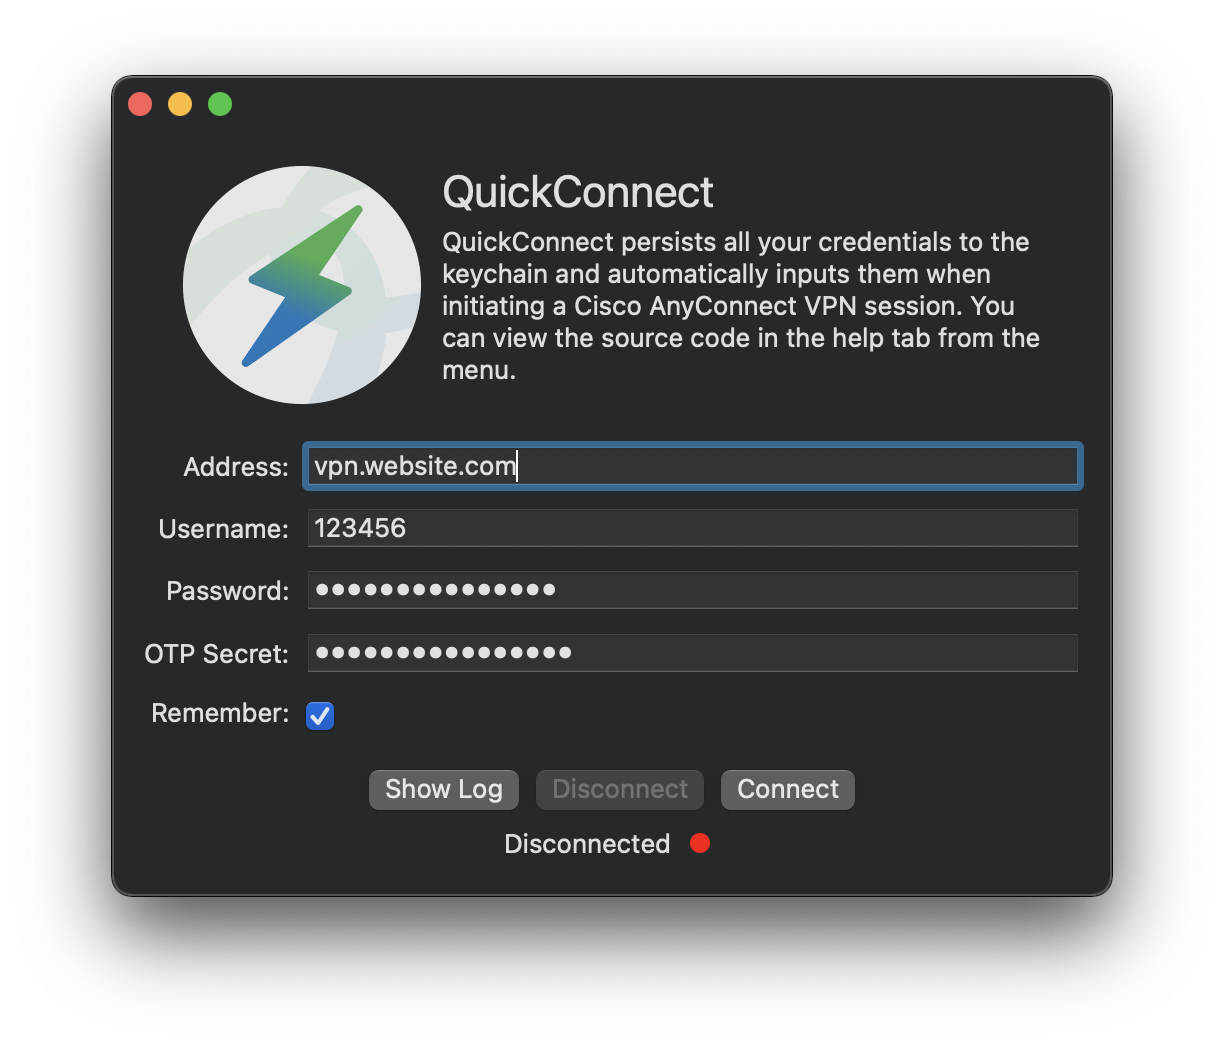 QuickConnect
QuickConnect persists all your credentials to the
keychain and automatically inputs them when
initiating a Cisco AnyConnect VPN session. You
can view the source code in the help tab from the
menu.
Address: vpn.website.com
Username: 123456
Password: ●●●●●●●●●●●●●●●
OTP Secret: ●●●●●●●●●●●●●●●●
Remember:
Show Log Disconnect Connect
Disconnected